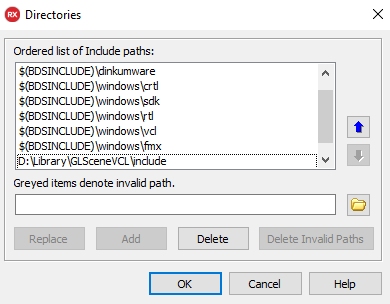 RX Directories
Ordered list of Include paths:
$(BDSINCLUDE)\dinkumware
$(BDSINCLUDE)\windows\crtl
$(BDSINCLUDE)\windows\sdk
$(BDSINCLUDE)\windows\rtl
$(BDSINCLUDE)\windows\vcl
$(BDSINCLUDE)\windows\fmx
D:\Library\GLSceneVCL\include
Greyed items denote invalid path.
Replace Add Delete Delete Invalid Paths
OK Cancel Help